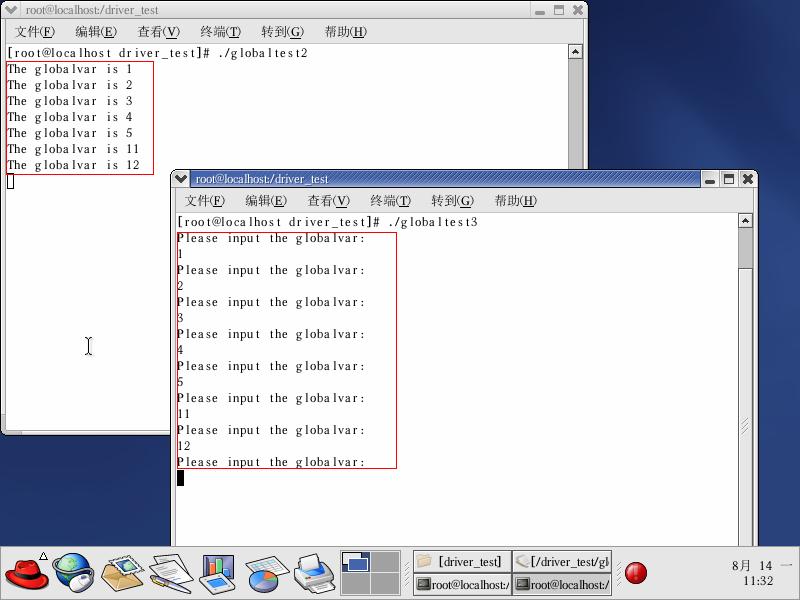 root@localhost:/driver_test
文件(F) 编辑(E) 查看(V) 终端(T) 转到(G) 帮助(H)
[root@localhost driver_test]# ./globaltest2
The globalvar is 1
The globalvar is 2
The globalvar is 3
The globalvar is 4
The globalvar is 5
The globalvar is 11
The globalvar is 12
root@localhost:/driver_test
文件(F) 编辑(E) 查看(V) 终端(T) 转到(G) 帮助(H)
[root@localhost driver_test]# ./globaltest3
Please input the globalvar:
1
Please input the globalvar:
2
Please input the globalvar:
3
Please input the globalvar:
4
Please input the globalvar:
5
Please input the globalvar:
11
Please input the globalvar:
12
Please input the globalvar:
[driver_test] [/driver_test/gl
root@localhost:/ root@localhost:/
8月 14 一
11:32